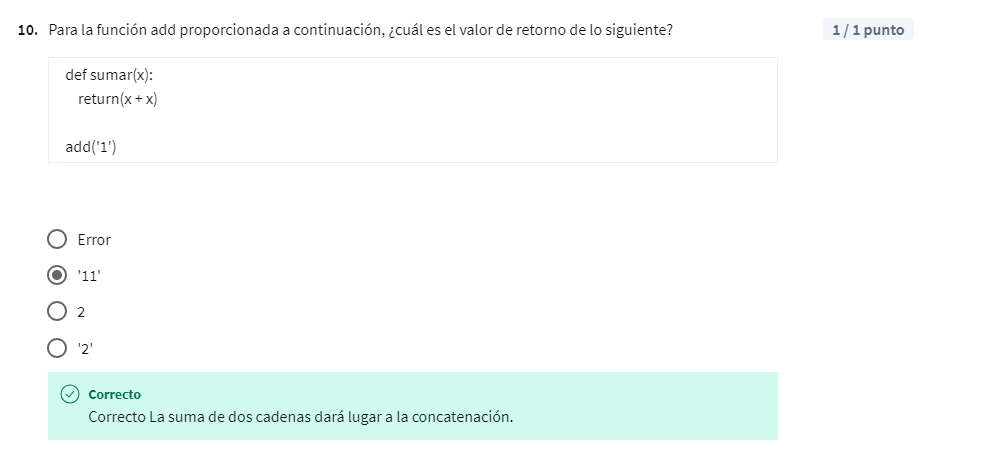 10. Para la función add proporcionada a continuación, ¿cuál es el valor de retorno de lo siguiente?
1 / 1 punto
def sumar(x):
return(x + x)
add('1')
Error
'11'
2
'2'
Correcto
Correcto La suma de dos cadenas dará lugar a la concatenación.